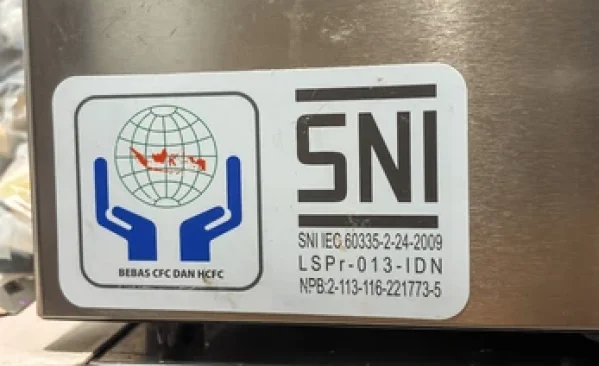 BEBAS CFC DAN HCFC
SNI
SNI IEC 60335-2-24-2009
LSPr-013-IDN
NPB:2-113-116-221773-5